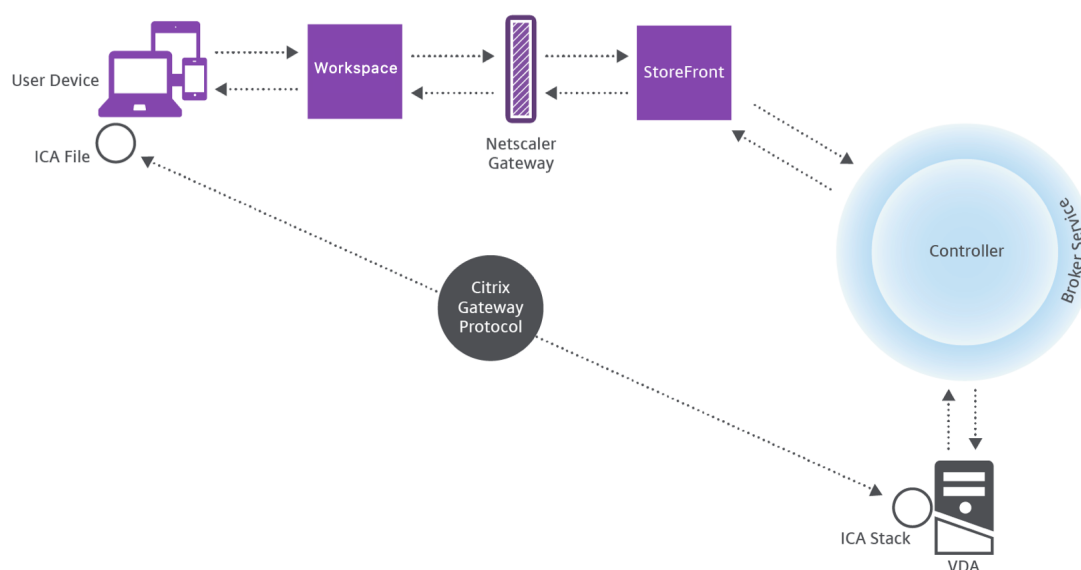 User Device
Workspace
StoreFront
Netscaler
Gateway
ICA File
Broker Service
Controller
Citrix
Gateway
Protocol
ICA Stack
VDA